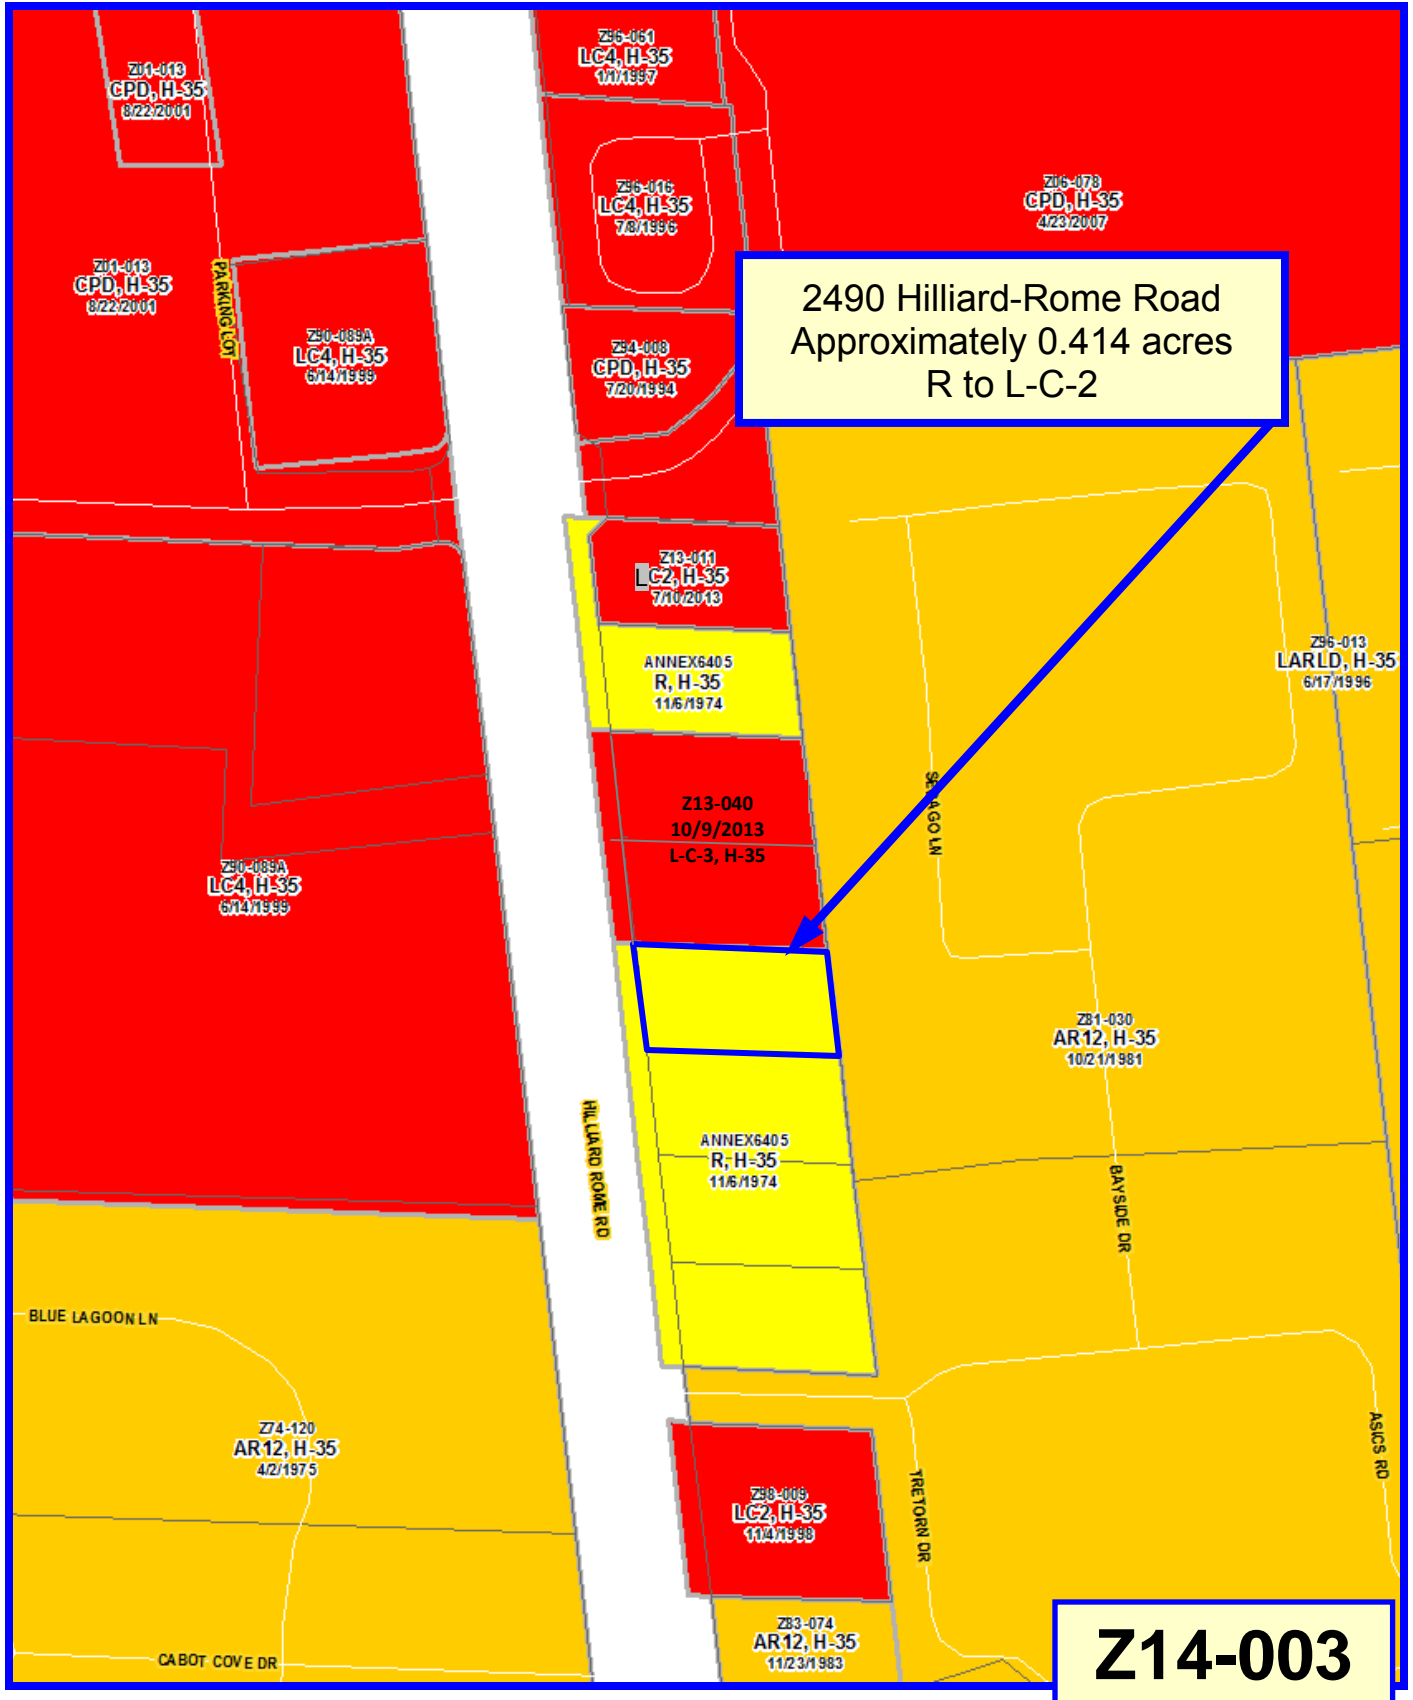 Z01-013
CPD, H-35
8/22/2001
Z96-061
LC4, H-35
1/1/1997
Z96-016
LC4, H-35
7/8/1996
Z06-078
CPD, H-35
4/23/2007
Z01-013
CPD, H-35
8/22/2001
PARKING LOT
Z90-089A
LC4, H-35
6/14/1999
Z94-008
CPD, H-35
7/20/1994
2490 Hilliard-Rome Road
Approximately 0.414 acres
R to L-C-2
Z13-011
LC2, H-35
7/10/2013
ANNEX6405
R, H-35
11/6/1974
Z96-013
LARLD, H-35
6/17/1996
Z13-040
10/9/2013
L-C-3, H-35
LN
Z90-089A
LC4, H-35
6/14/1999
Z81-030
AR12, H-35
10/21/1981
HILLIARD ROME RD
ANNEX6405
R, H-35
11/6/1974
BAYSIDE DR
BLUE LAGOON LN
Z74-120
AR12, H-35
4/2/1975
ASICS RD
Z98-009
LC2, H-35
11/4/1998
TRETORN DR
Z83-074
AR12, H-35
11/23/1983
CABOT COVE DR
Z14-003